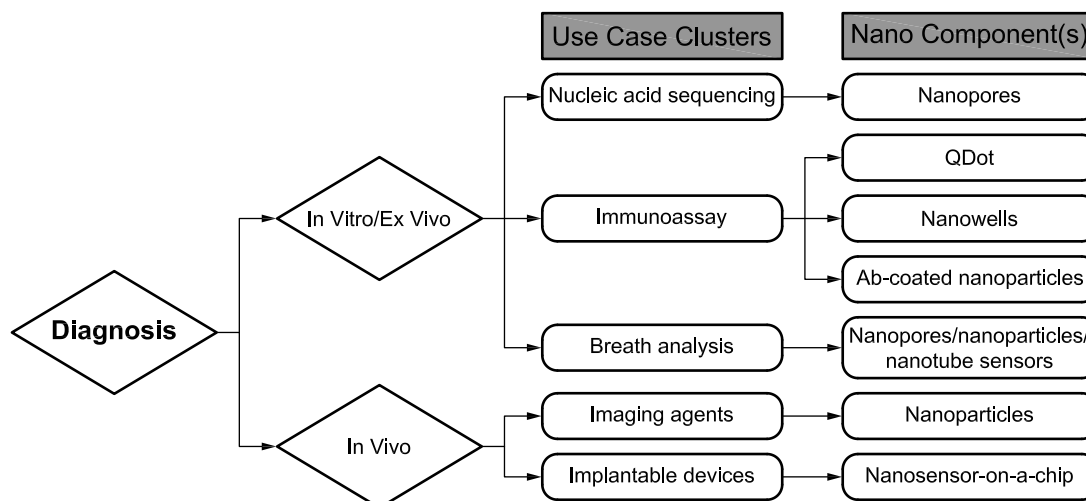 Use Case Clusters
Nano Component(s)
Nucleic acid sequencing
Nanopores
QDot
In Vitro/Ex Vivo
Immunoassay
Nanowells
Ab-coated nanoparticles
Diagnosis
Breath analysis
Nanopores/nanoparticles/
nanotube sensors
Imaging agents
Nanoparticles
In Vivo
Implantable devices
Nanosensor-on-a-chip